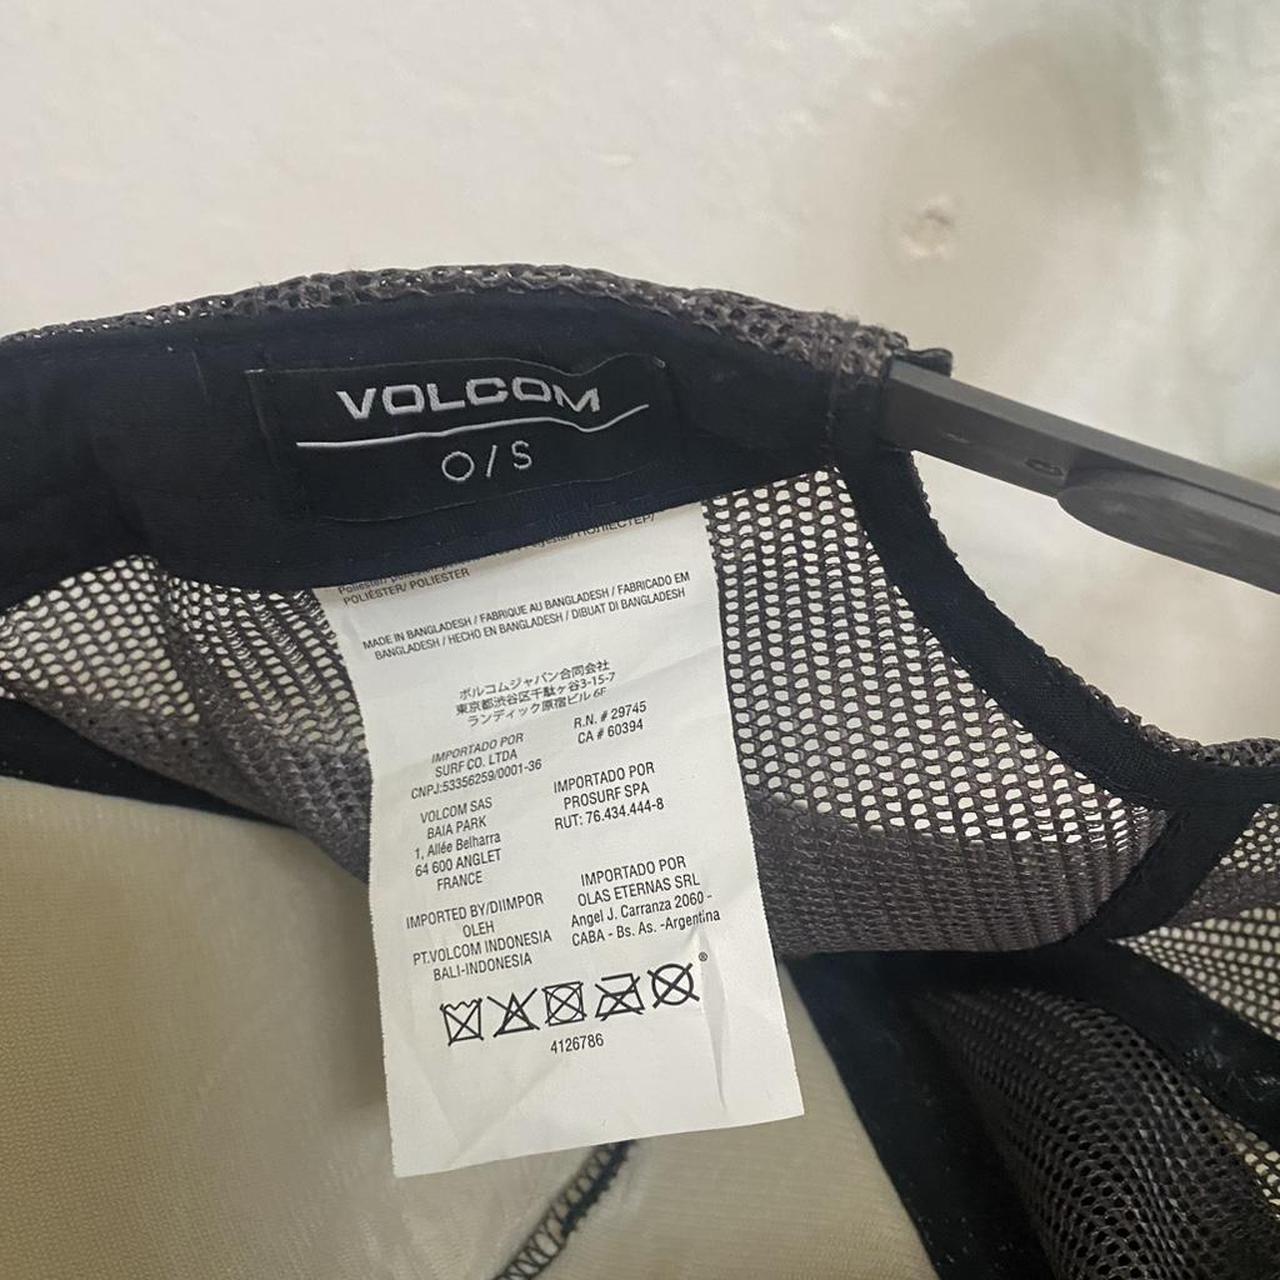 VOLCOM
O/S
POLIÉSTER/ POLIESTER
MADE IN BANGLADESH / FABRIQUE AU BANGLADESH / FABRICADO EM
BANGLADESH / HECHO EN BANGLADESH / DIBUAT DI BANGLADESH
ボルコムジャパン合同会社
東京都渋谷区千駄ヶ谷3-15-7
ランディック原宿ビル 6F
R.N. # 29745
CA # 60394
IMPORTADO POR
SURF CO. LTDA
CNPJ:53356259/0001-36
IMPORTADO POR
PROSURF SPA
RUT: 76.434.444-8
VOLCOM SAS
BAIA PARK
1, Allée Belharra
64 600 ANGLET
FRANCE
IMPORTADO POR
OLAS ETERNAS SRL
Angel J. Carranza 2060 -
CABA - Bs. As. -Argentina
IMPORTED BY/DIIMPOR
OLEH
PT.VOLCOM INDONESIA
BALI-INDONESIA
®
4126786